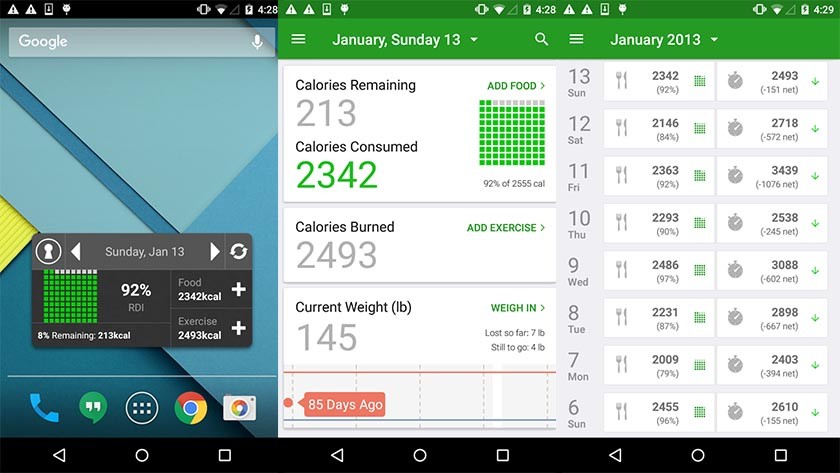 4:28
Google
Sunday, Jan 13
92%
RDI
Food
2342kcal
+
Exercise
2493kcal
+
8% Remaining: 213kcal
4:28
January, Sunday 13
Calories Remaining
ADD FOOD >
213
Calories Consumed
2342
92% of 2555 cal
Calories Burned
ADD EXERCISE >
2493
Current Weight (lb)
WEIGH IN >
145
Lost so far: 7 lb
Still to go: 4 lb
85 Days Ago
4:29
January 2013
13 2342 2493
Sun (92%) (-151 net)
12 2146 2718
Sat (84%) (-572 net)
11 2363 3439
Fri (92%) (-1076 net)
10 2293 2538
Thu (90%) (-245 net)
9 2486 3088
Wed (97%) (-602 net)
8 2231 2898
Tue (87%) (-667 net)
7 2009 2403
Mon (79%) (-394 net)
6 2455 2610
Sun (96%) (-155 net)